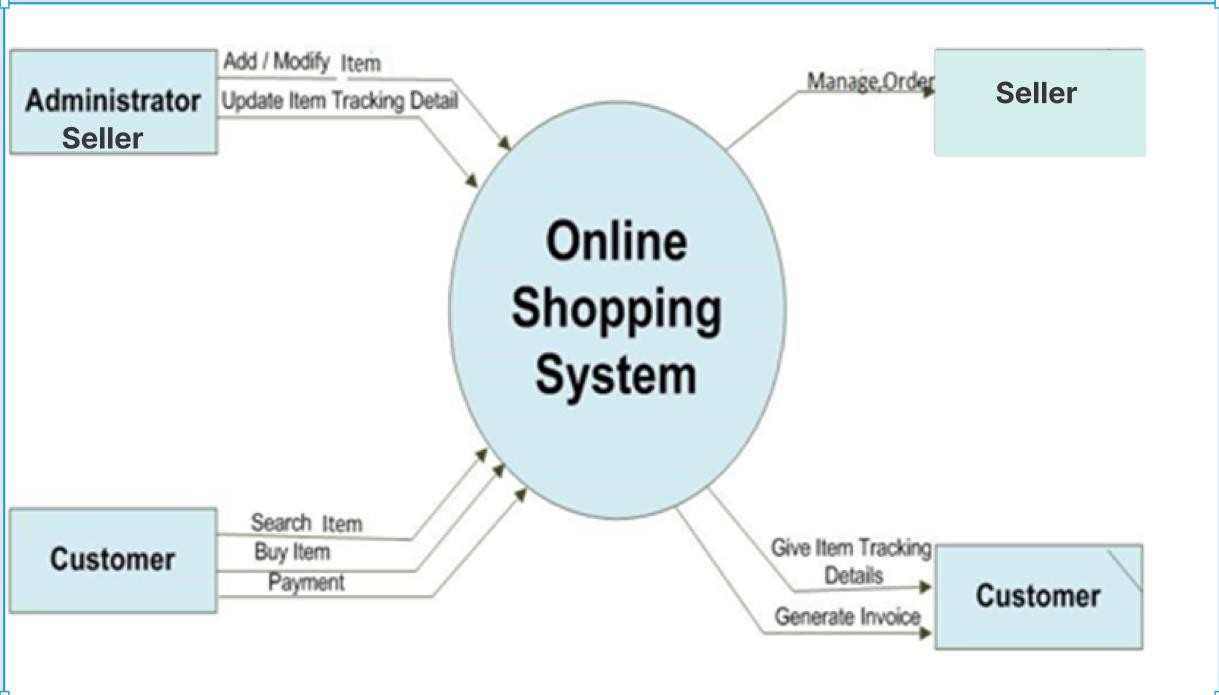 Add / Modify Item
Administrator
Seller
Update Item Tracking Detail
Manage,Order
Seller
Online
Shopping
System
Search Item
Customer
Buy Item
Payment
Give Item Tracking
Details
Customer
Generate Invoice